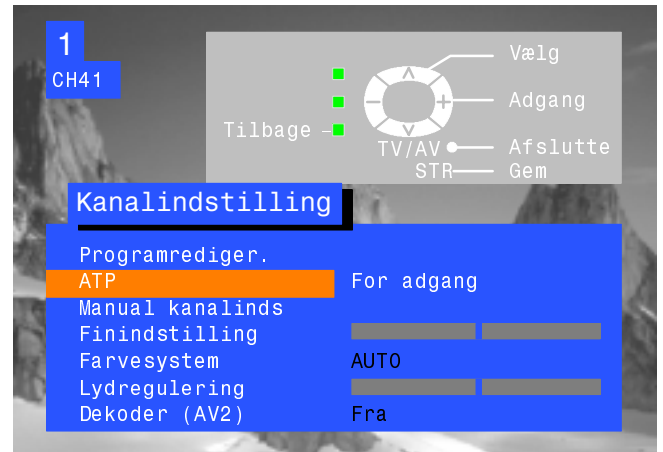 1
CH41
Vælg
Adgang
Tilbage
TV/AV Afslutte
STR Gem
Kanalindstilling
Programrediger.
ATP For adgang
Manual kanalinds
Finindstilling
Farvesystem AUTO
Lydregulering
Dekoder (AV2) Fra